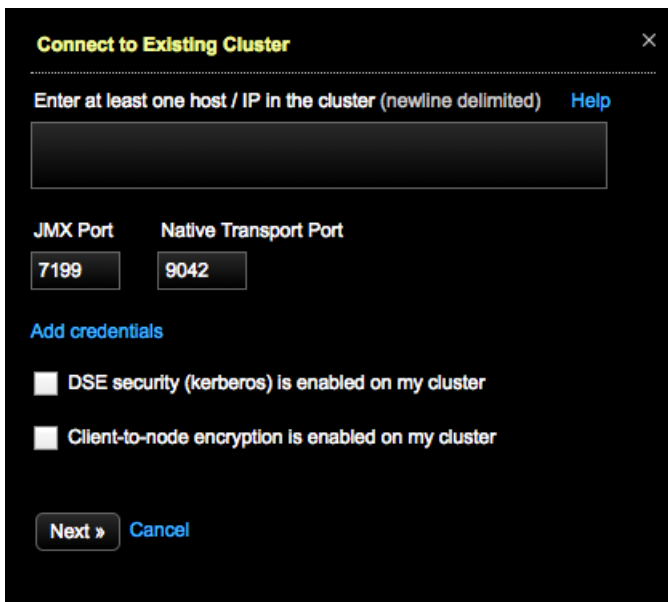 Connect to Existing Cluster ×
Enter at least one host / IP in the cluster (newline delimited) Help
JMX Port Native Transport Port
7199 9042
Add credentials
DSE security (kerberos) is enabled on my cluster
Client-to-node encryption is enabled on my cluster
Next » Cancel